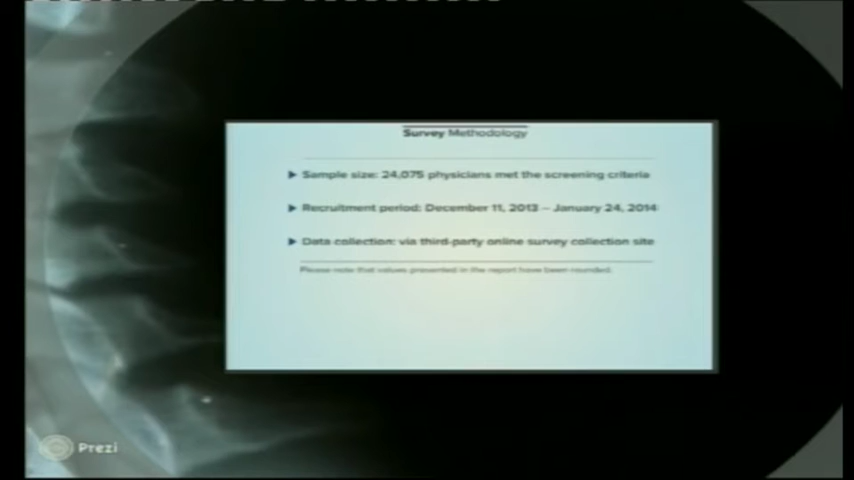 Survey Methodology
Sample size: 24,075 physicians met the screening criteria
Recruitment period: December 11, 2013 – January 24, 2014
Data collection: via third-party online survey collection site
Please note that values presented in the report have been rounded.
Prezi